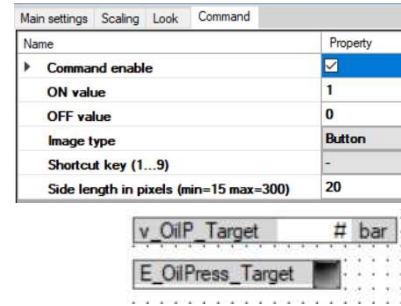 Main settings Scaling Look Command
Name Property
Command enable
ON value 1
OFF value 0
Image type Button
Shortcut key (1...9) -
Side length in pixels (min=15 max=300) 20
v_OilP_Target # bar
E_OilPress_Target